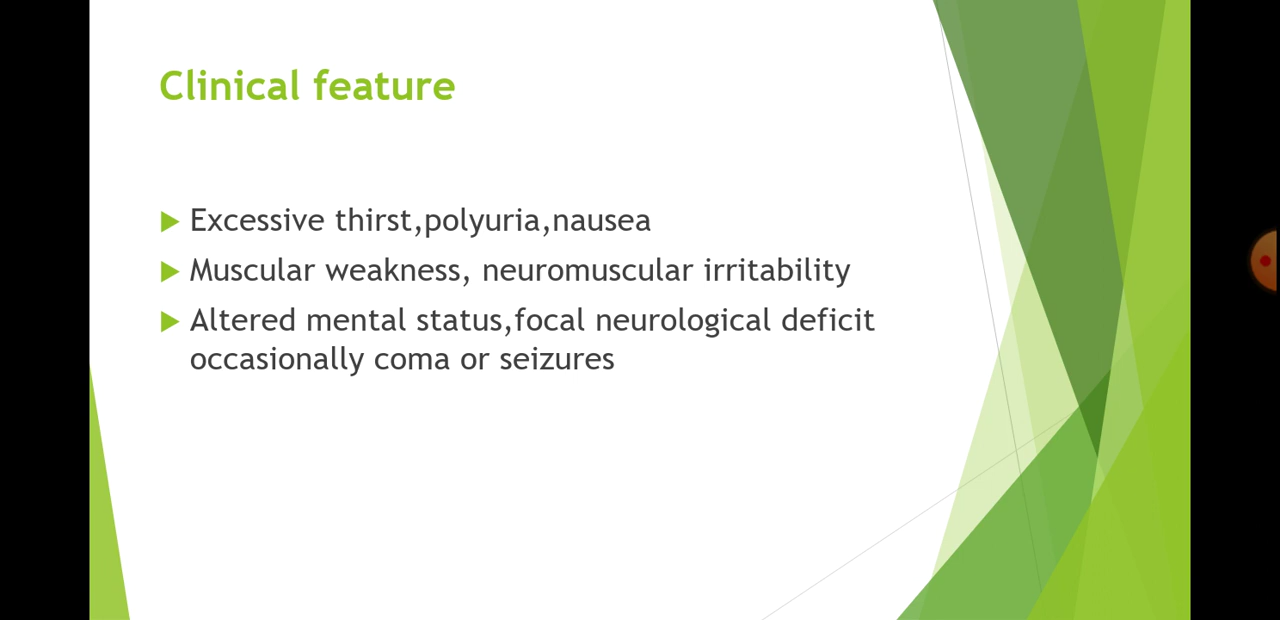 Clinical feature
Excessive thirst,polyuria,nausea
Muscular weakness, neuromuscular irritability
Altered mental status,focal neurological deficit
occasionally coma or seizures